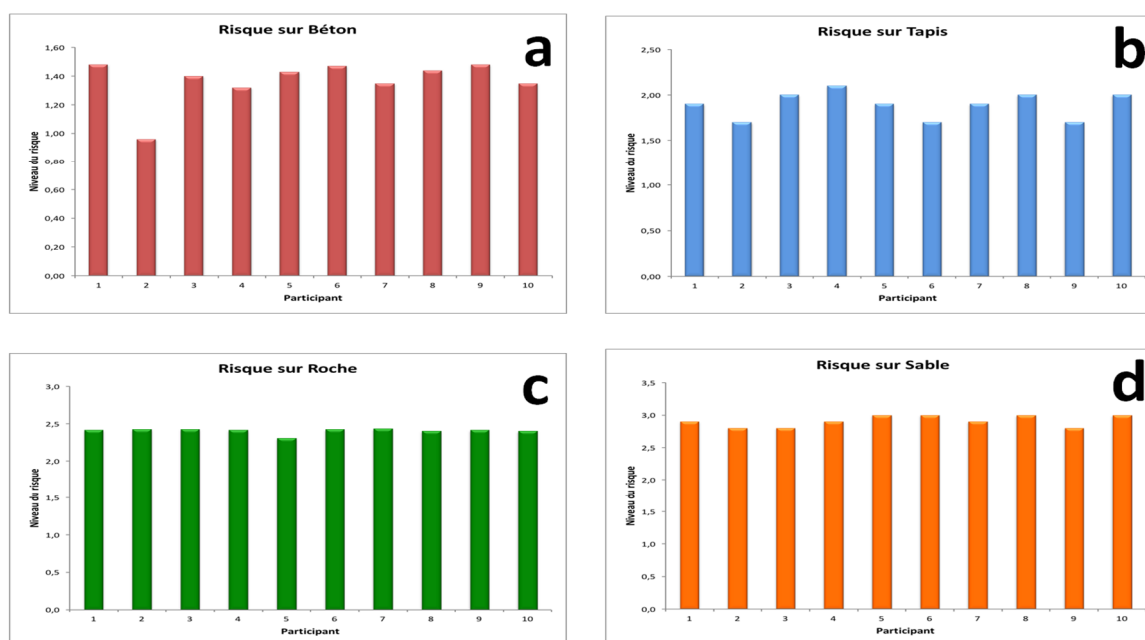 Risque sur Béton
a
Niveau du risque
1,60
1,40
1,20
1,00
0,80
0,60
0,40
0,20
0,00
1 2 3 4 5 6 7 8 9 10
Participant
Risque sur Tapis
b
Niveau du risque
2,50
2,00
1,50
1,00
0,50
0,00
1 2 3 4 5 6 7 8 9 10
Participant
Risque sur Roche
c
Niveau du risque
3,0
2,5
2,0
1,5
1,0
0,5
0,0
1 2 3 4 5 6 7 8 9 10
Participant
Risque sur Sable
d
Niveau du risque
3,5
3,0
2,5
2,0
1,5
1,0
0,5
0,0
1 2 3 4 5 6 7 8 9 10
Participant